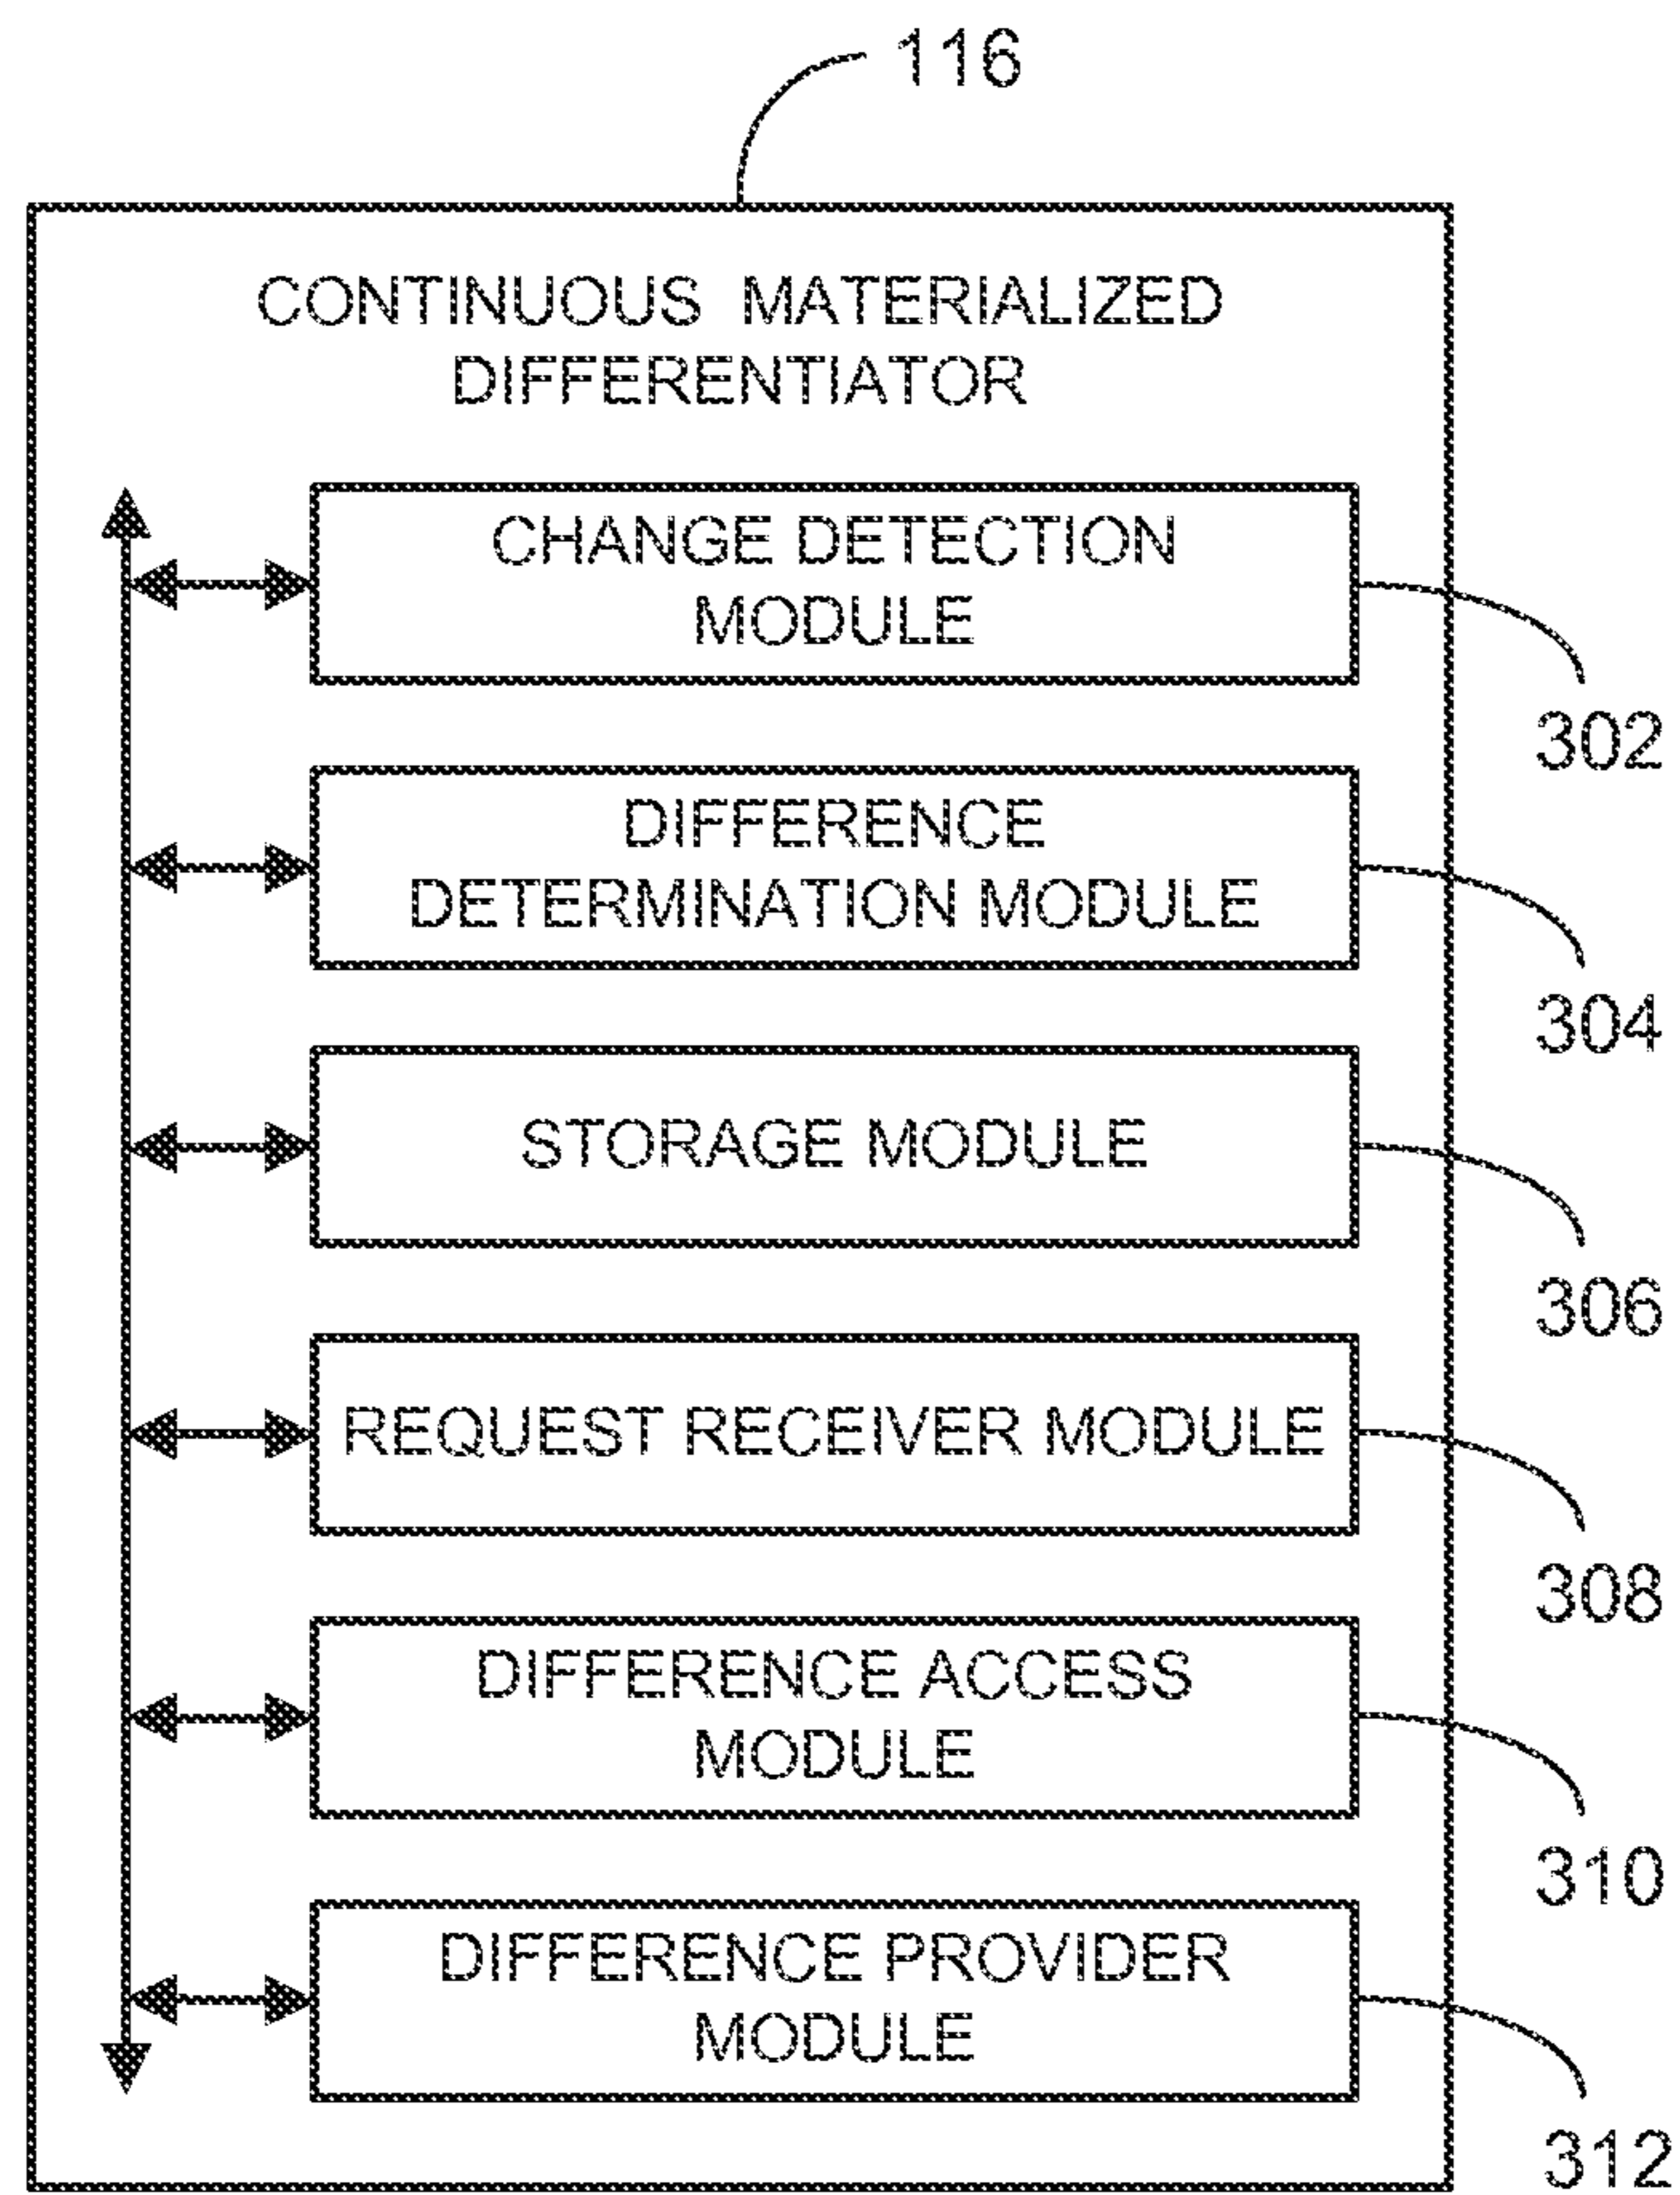 116
CONTINUOUS MATERIALIZED
DIFFERENTIATOR
CHANGE DETECTION
MODULE
302
DIFFERENCE
DETERMINATION MODULE
304
STORAGE MODULE
306
REQUEST RECEIVER MODULE
308
DIFFERENCE ACCESS
MODULE
310
DIFFERENCE PROVIDER
MODULE
312